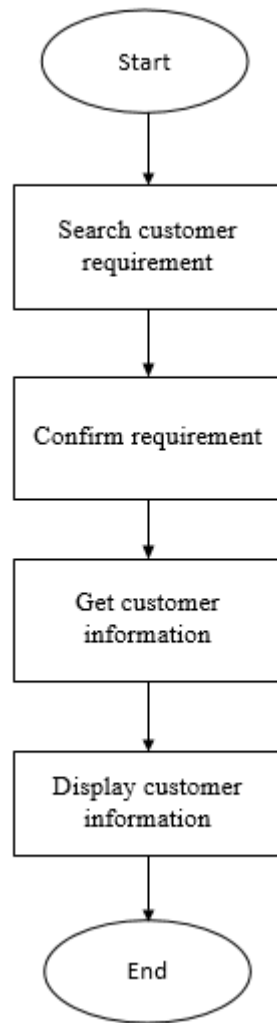 Start
Search customer
requirement
Confirm requirement
Get customer
information
Display customer
information
End